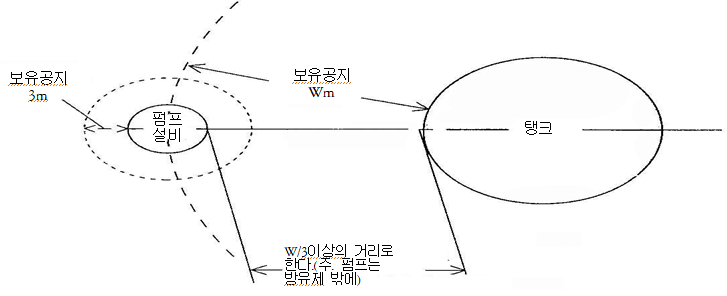 보유공지
3m
펌프
설비
보유공지
Wm
탱크
W/3이상의 거리로
한다.(주. 펌프는
방유제 밖에)